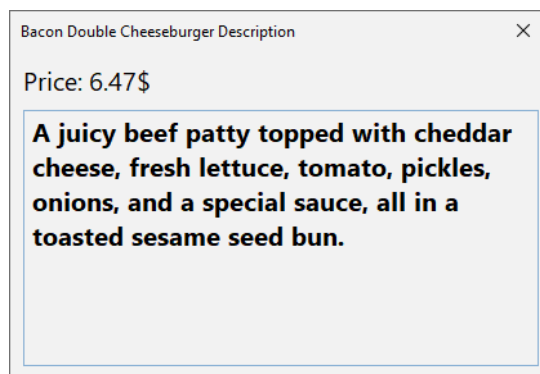 Bacon Double Cheeseburger Description
Price: 6.47$
A juicy beef patty topped with cheddar
cheese, fresh lettuce, tomato, pickles,
onions, and a special sauce, all in a
toasted sesame seed bun.